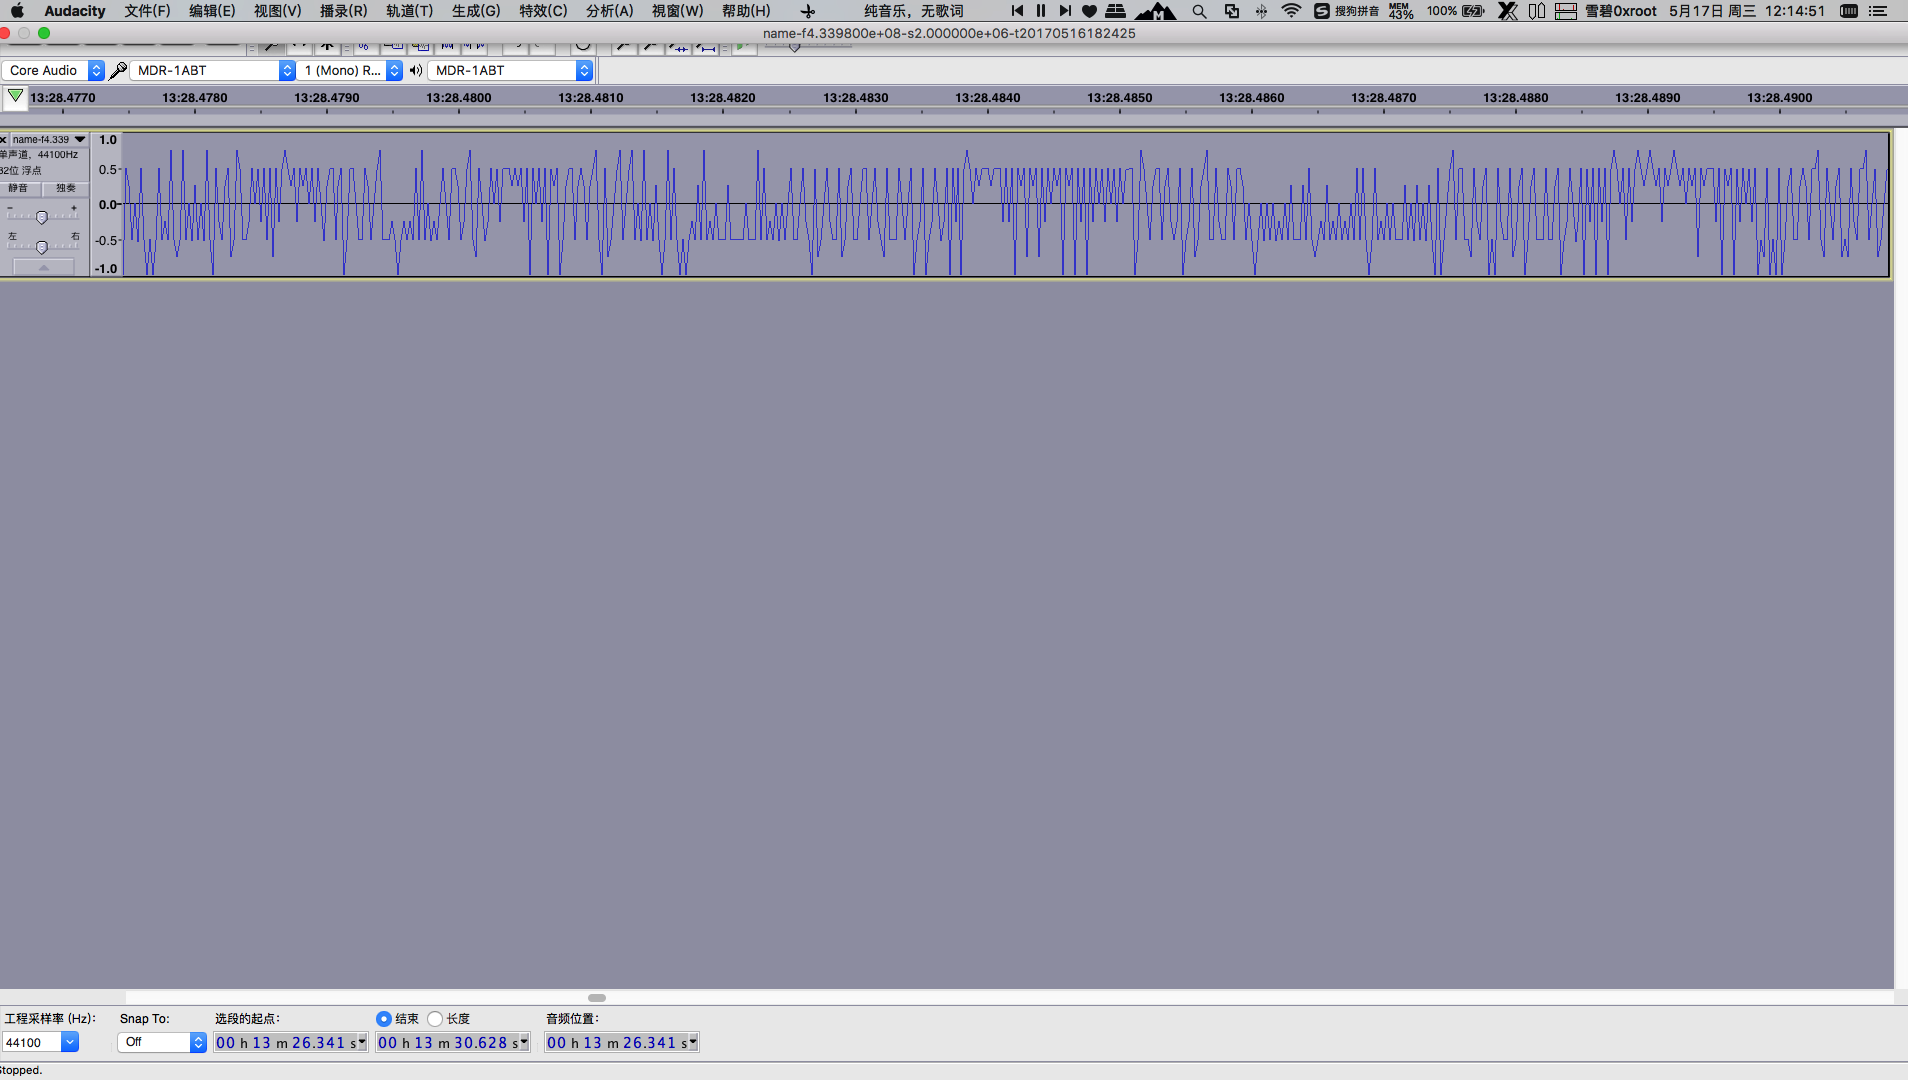 Audacity 文件(F) 编辑(E) 视图(V) 播录(R) 轨道(T) 生成(G) 特效(C) 分析(A) 視窗(W) 帮助(H) 纯音乐，无歌词 搜狗拼音 MEM 43% 100% 雪碧0xroot 5月17日 周三 12:14:51
name-f4.339800e+08-s2.000000e+06-t20170516182425
Core Audio MDR-1ABT 1 (Mono) R... MDR-1ABT
13:28.4770 13:28.4780 13:28.4790 13:28.4800 13:28.4810 13:28.4820 13:28.4830 13:28.4840 13:28.4850 13:28.4860 13:28.4870 13:28.4880 13:28.4890 13:28.4900
name-f4.339 1.0
单声道, 44100Hz
32位 浮点 0.5
静音 独奏
- + 0.0
左 右 -0.5
-1.0
工程采样率 (Hz): Snap To: 选段的起点: 结束 长度 音频位置:
44100 Off 00 h 13 m 26.341 s 00 h 13 m 30.628 s 00 h 13 m 26.341 s
Stopped.